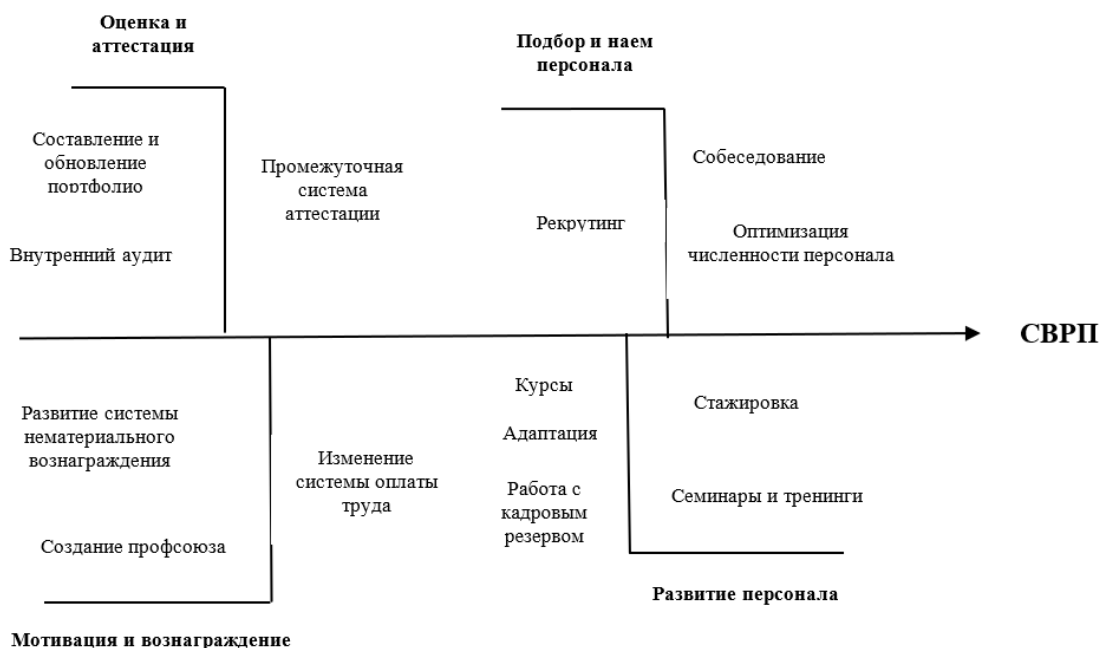 Оценка и
аттестация
Подбор и наем
персонала
Составление и
обновление
портфолио
Промежуточная
система
аттестации
Внутренний аудит
Собеседование
Рекрутинг
Оптимизация
численности персонала
СВРП
Развитие системы
нематериального
вознаграждения
Изменение
системы оплаты
труда
Создание профсоюза
Курсы
Адаптация
Работа с
кадровым
резервом
Стажировка
Семинары и тренинги
Развитие персонала
Мотивация и вознаграждение